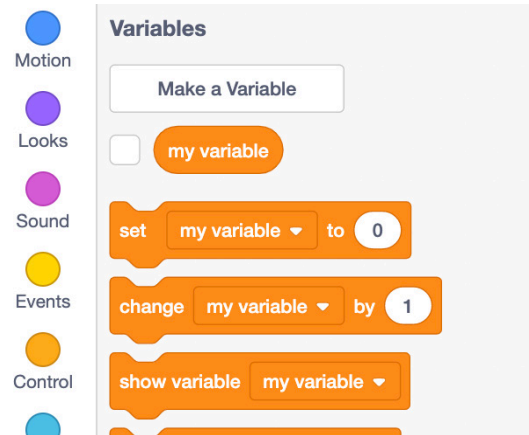 Motion
Looks
Sound
Events
Control
Variables
Make a Variable
my variable
set my variable to 0
change my variable by 1
show variable my variable